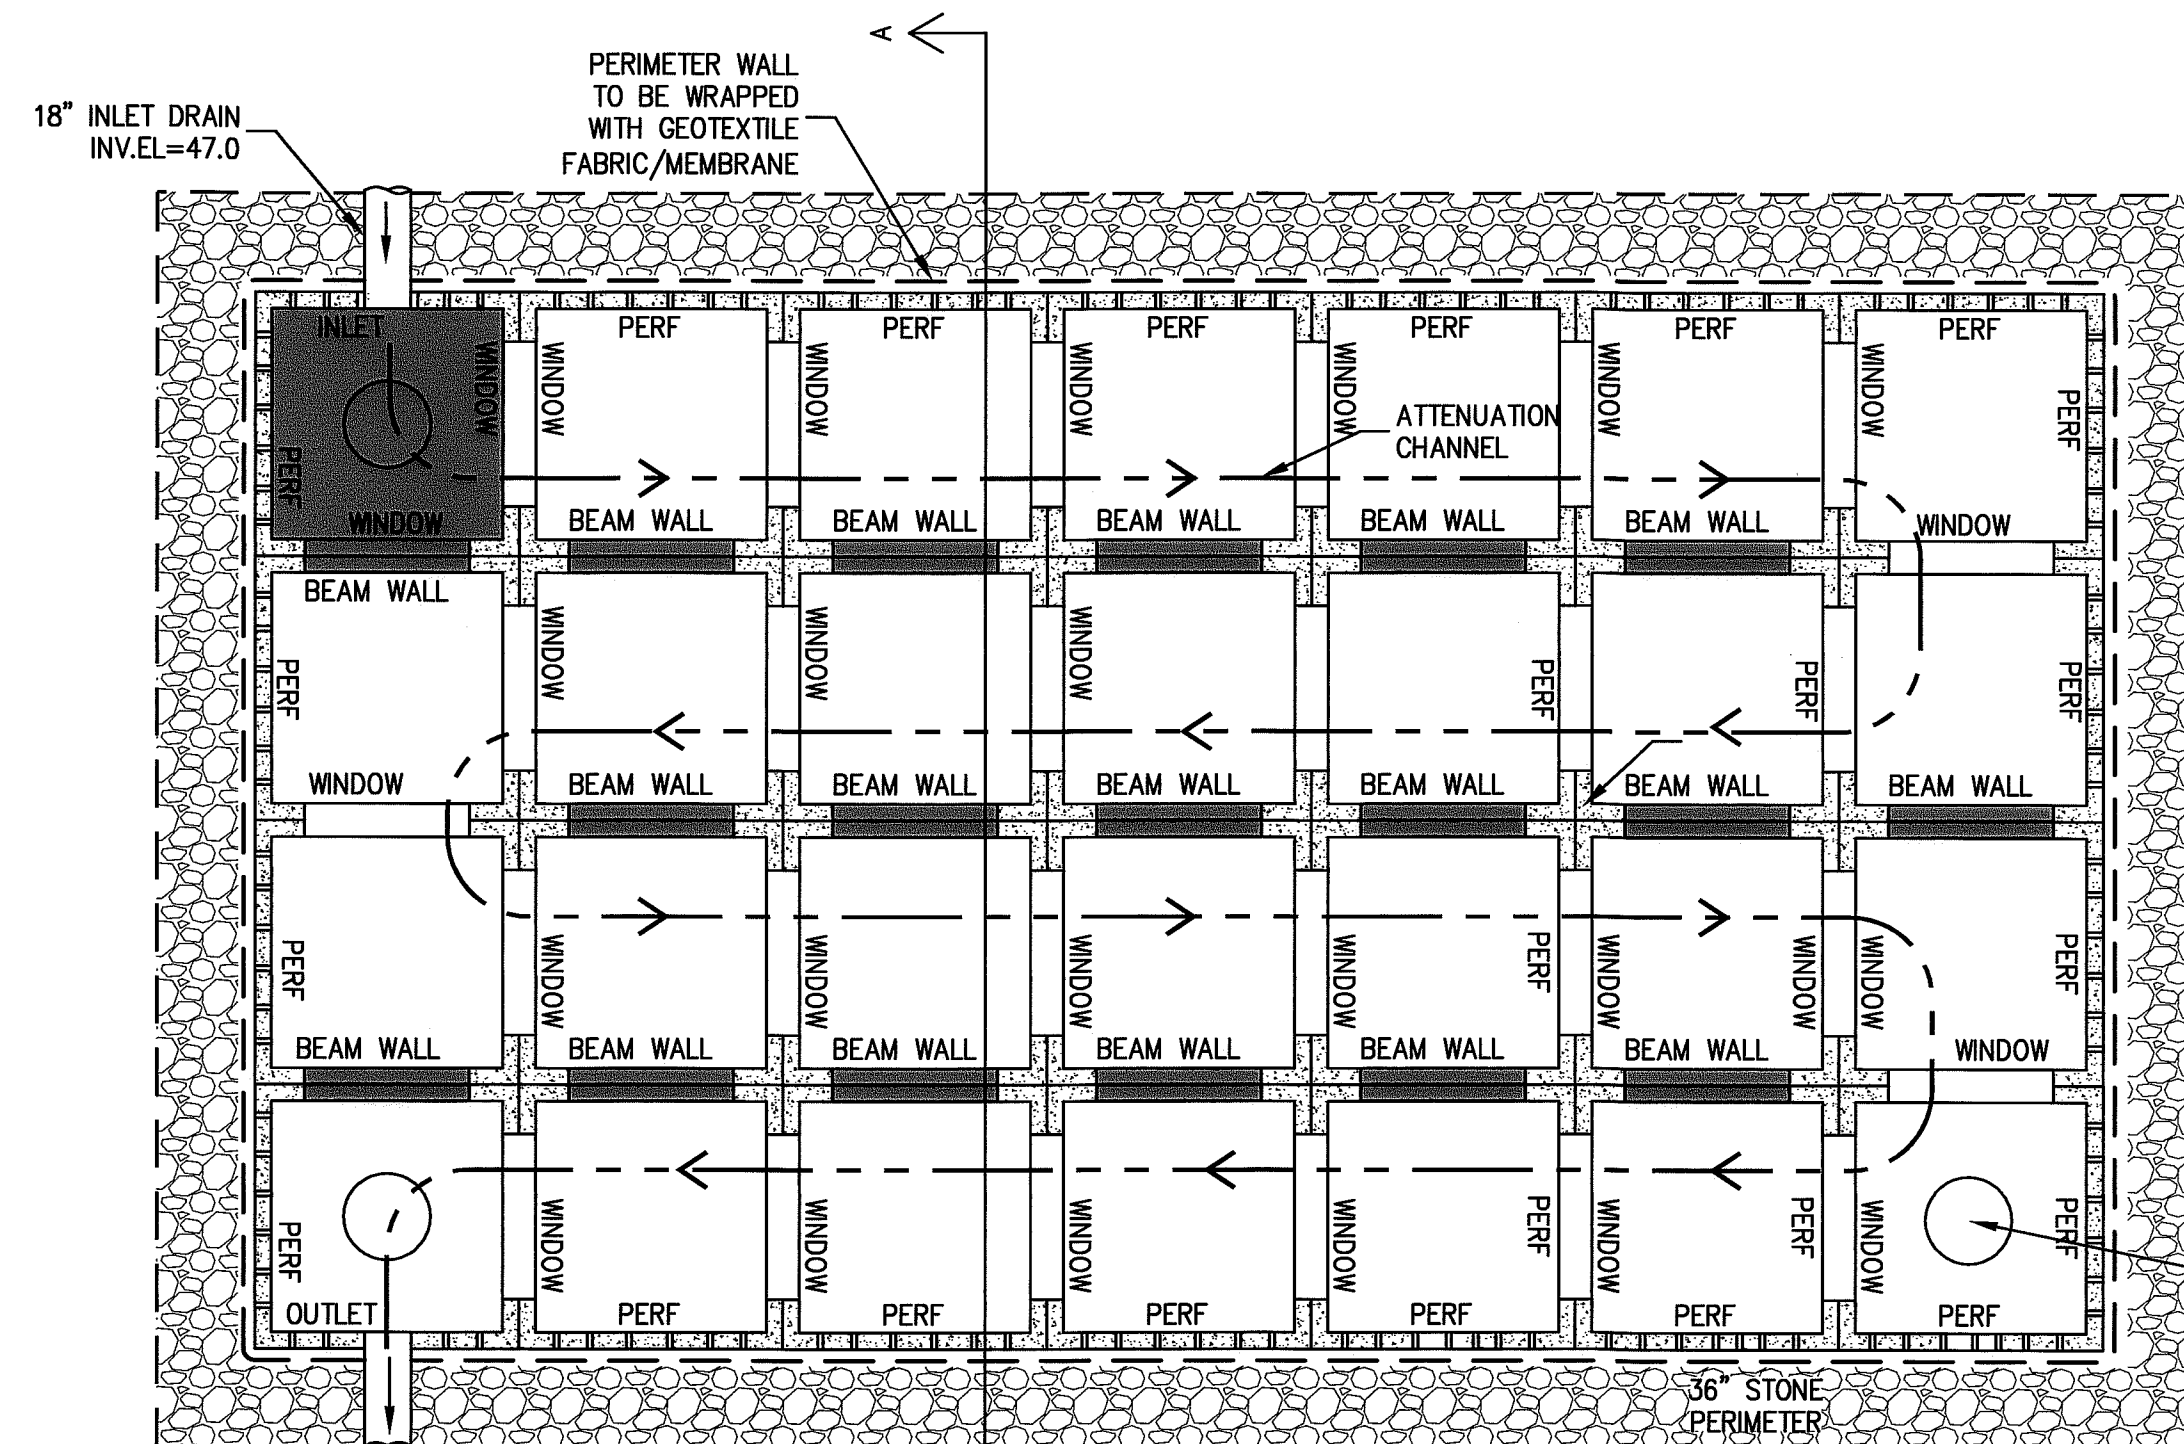 A
PERIMETER WALL
TO BE WRAPPED
WITH GEOTEXTILE
FABRIC/MEMBRANE
18" INLET DRAIN
INV.EL=47.0
INLET
PERF
PERF
PERF
PERF
PERF
PERF
WINDOW
WINDOW
WINDOW
WINDOW
WINDOW
WINDOW
WINDOW
PERF
ATTENUATION
CHANNEL
PERF
WINDOW
BEAM WALL
BEAM WALL
BEAM WALL
BEAM WALL
BEAM WALL
WINDOW
BEAM WALL
PERF
WINDOW
WINDOW
WINDOW
PERF
PERF
PERF
WINDOW
BEAM WALL
BEAM WALL
BEAM WALL
BEAM WALL
BEAM WALL
BEAM WALL
PERF
WINDOW
WINDOW
WINDOW
PERF
WINDOW
WINDOW
WINDOW
PERF
BEAM WALL
BEAM WALL
BEAM WALL
BEAM WALL
BEAM WALL
BEAM WALL
WINDOW
PERF
WINDOW
WINDOW
WINDOW
PERF
WINDOW
PERF
WINDOW
PERF
OUTLET
PERF
PERF
PERF
PERF
PERF
PERF
36" STONE
PERIMETER